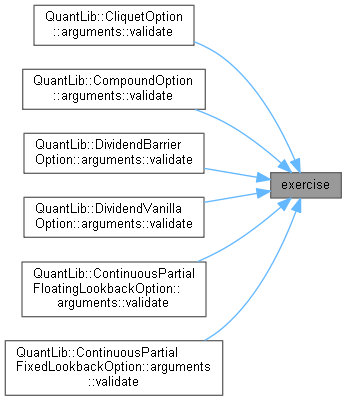 QuantLib::CliquetOption
::arguments::validate
QuantLib::CompoundOption
::arguments::validate
QuantLib::DividendBarrier
Option::arguments::validate
exercise
QuantLib::DividendVanilla
Option::arguments::validate
QuantLib::ContinuousPartial
FloatingLookbackOption::
arguments::validate
QuantLib::ContinuousPartial
FixedLookbackOption::arguments
::validate